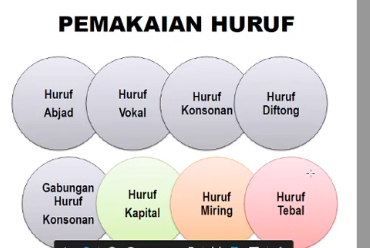 PEMAKAIAN HURUF
Huruf
Abjad
Huruf
Vokal
Huruf
Konsonan
Huruf
Diftong
Gabungan
Huruf
Konsonan
Huruf
Kapital
Huruf
Miring
Huruf
Tebal